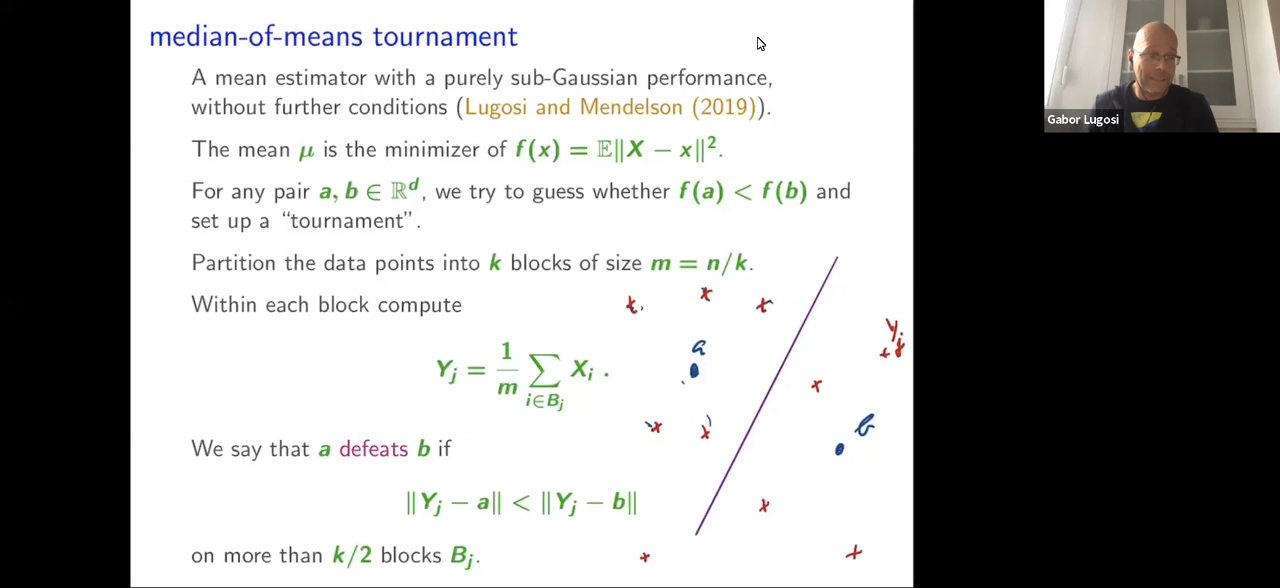 median-of-means tournament
A mean estimator with a purely sub-Gaussian performance,
without further conditions (Lugosi and Mendelson (2019)).
The mean μ is the minimizer of f(x) = 𝔼‖X − x‖².
For any pair a, b ∈ ℝᵈ, we try to guess whether f(a) < f(b) and
set up a “tournament”.
Partition the data points into k blocks of size m = n/k.
Within each block compute
Y_j = 1/m ∑_{i∈B_j} X_i .
We say that a defeats b if
‖Y_j − a‖ < ‖Y_j − b‖
on more than k/2 blocks B_j.
a
Y_j
b
Gabor Lugosi